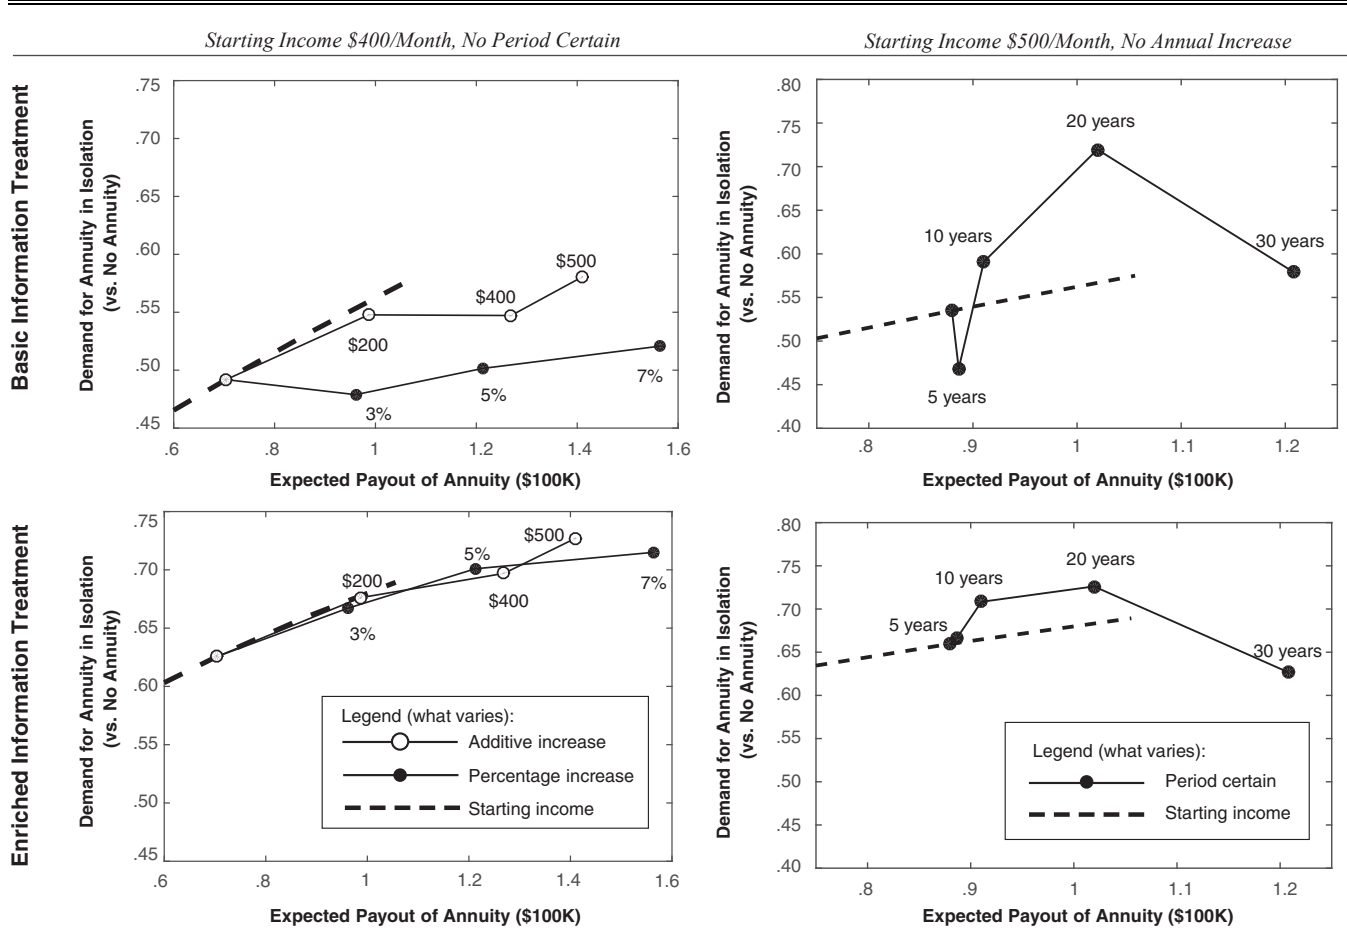 Starting Income $400/Month, No Period Certain
Starting Income $500/Month, No Annual Increase
Basic Information Treatment
Demand for Annuity in Isolation
(vs. No Annuity)
.75
.70
.65
.60
.55
.50
.45
$500
$400
$200
3%
5%
7%
.6
.8
1
1.2
1.4
1.6
Expected Payout of Annuity ($100K)
Demand for Annuity in Isolation
(vs. No Annuity)
.80
.75
.70
.65
.60
.55
.50
.45
.40
20 years
10 years
30 years
5 years
.8
.9
1
1.1
1.2
Expected Payout of Annuity ($100K)
Enriched Information Treatment
Demand for Annuity in Isolation
(vs. No Annuity)
.75
.70
.65
.60
.55
.50
.45
$500
5%
$200
7%
$400
3%
Legend (what varies):
Additive increase
Percentage increase
Starting income
.6
.8
1
1.2
1.4
1.6
Expected Payout of Annuity ($100K)
Demand for Annuity in Isolation
(vs. No Annuity)
.80
.75
.70
.65
.60
.55
.50
.45
.40
20 years
10 years
5 years
30 years
Legend (what varies):
Period certain
Starting income
.8
.9
1
1.1
1.2
Expected Payout of Annuity ($100K)